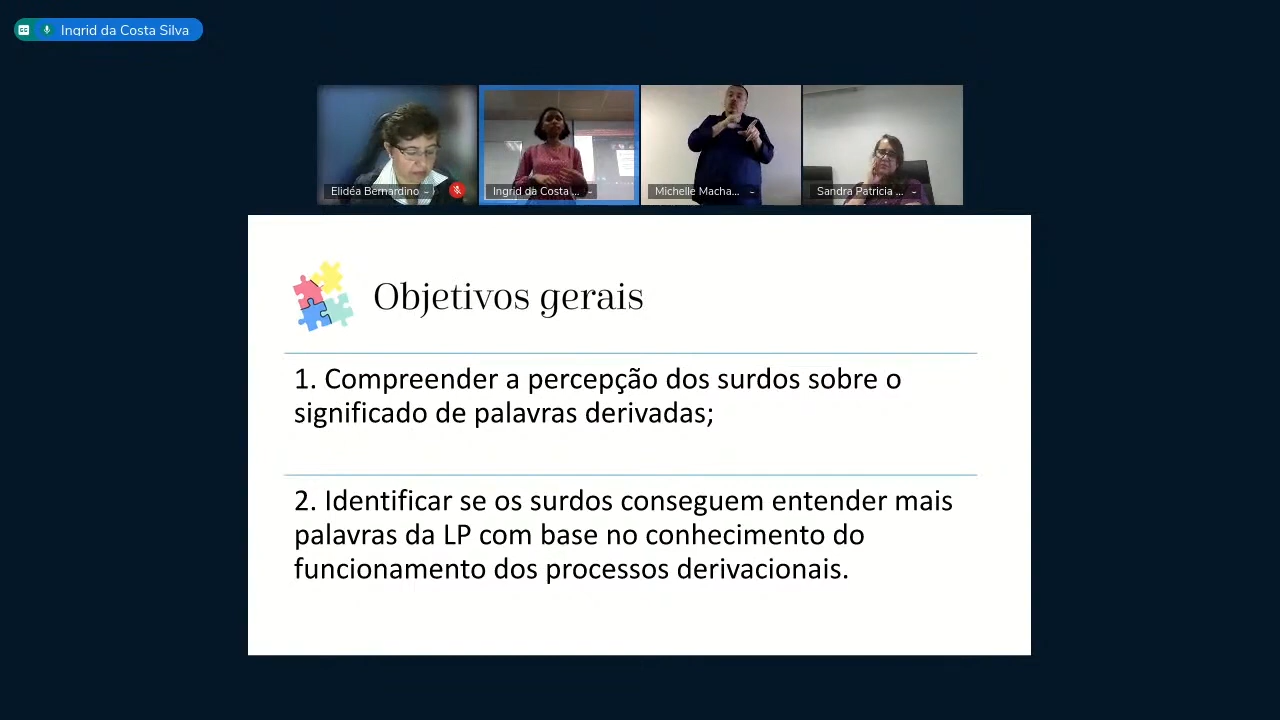 Ingrid da Costa Silva
Elidéa Bernardino
Ingrid da Costa ...
Michelle Macha...
Sandra Patricia ...
Objetivos gerais
1. Compreender a percepção dos surdos sobre o
significado de palavras derivadas;
2. Identificar se os surdos conseguem entender mais
palavras da LP com base no conhecimento do
funcionamento dos processos derivacionais.